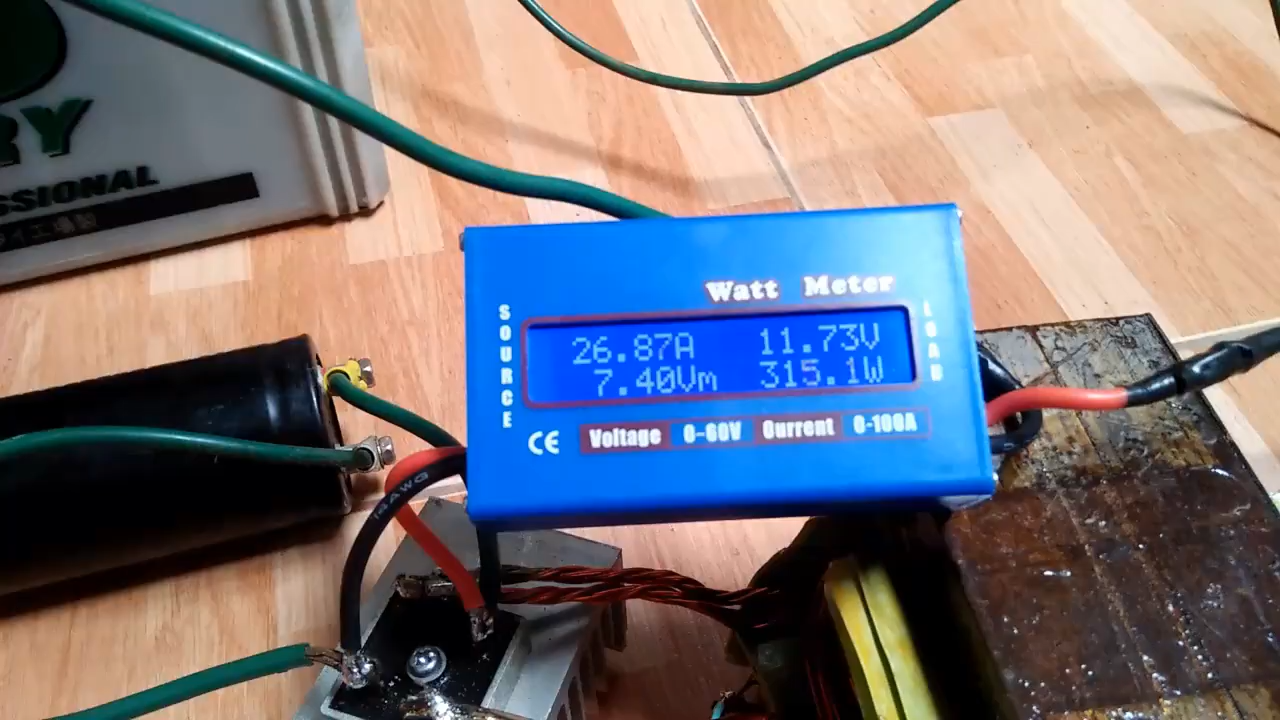 RY
SSIONAL
Watt Meter
SOURCE
LOAD
26.87A 11.73V
7.40Vm 315.1W
CE
Voltage 0-60V Current 0-100A
AWG